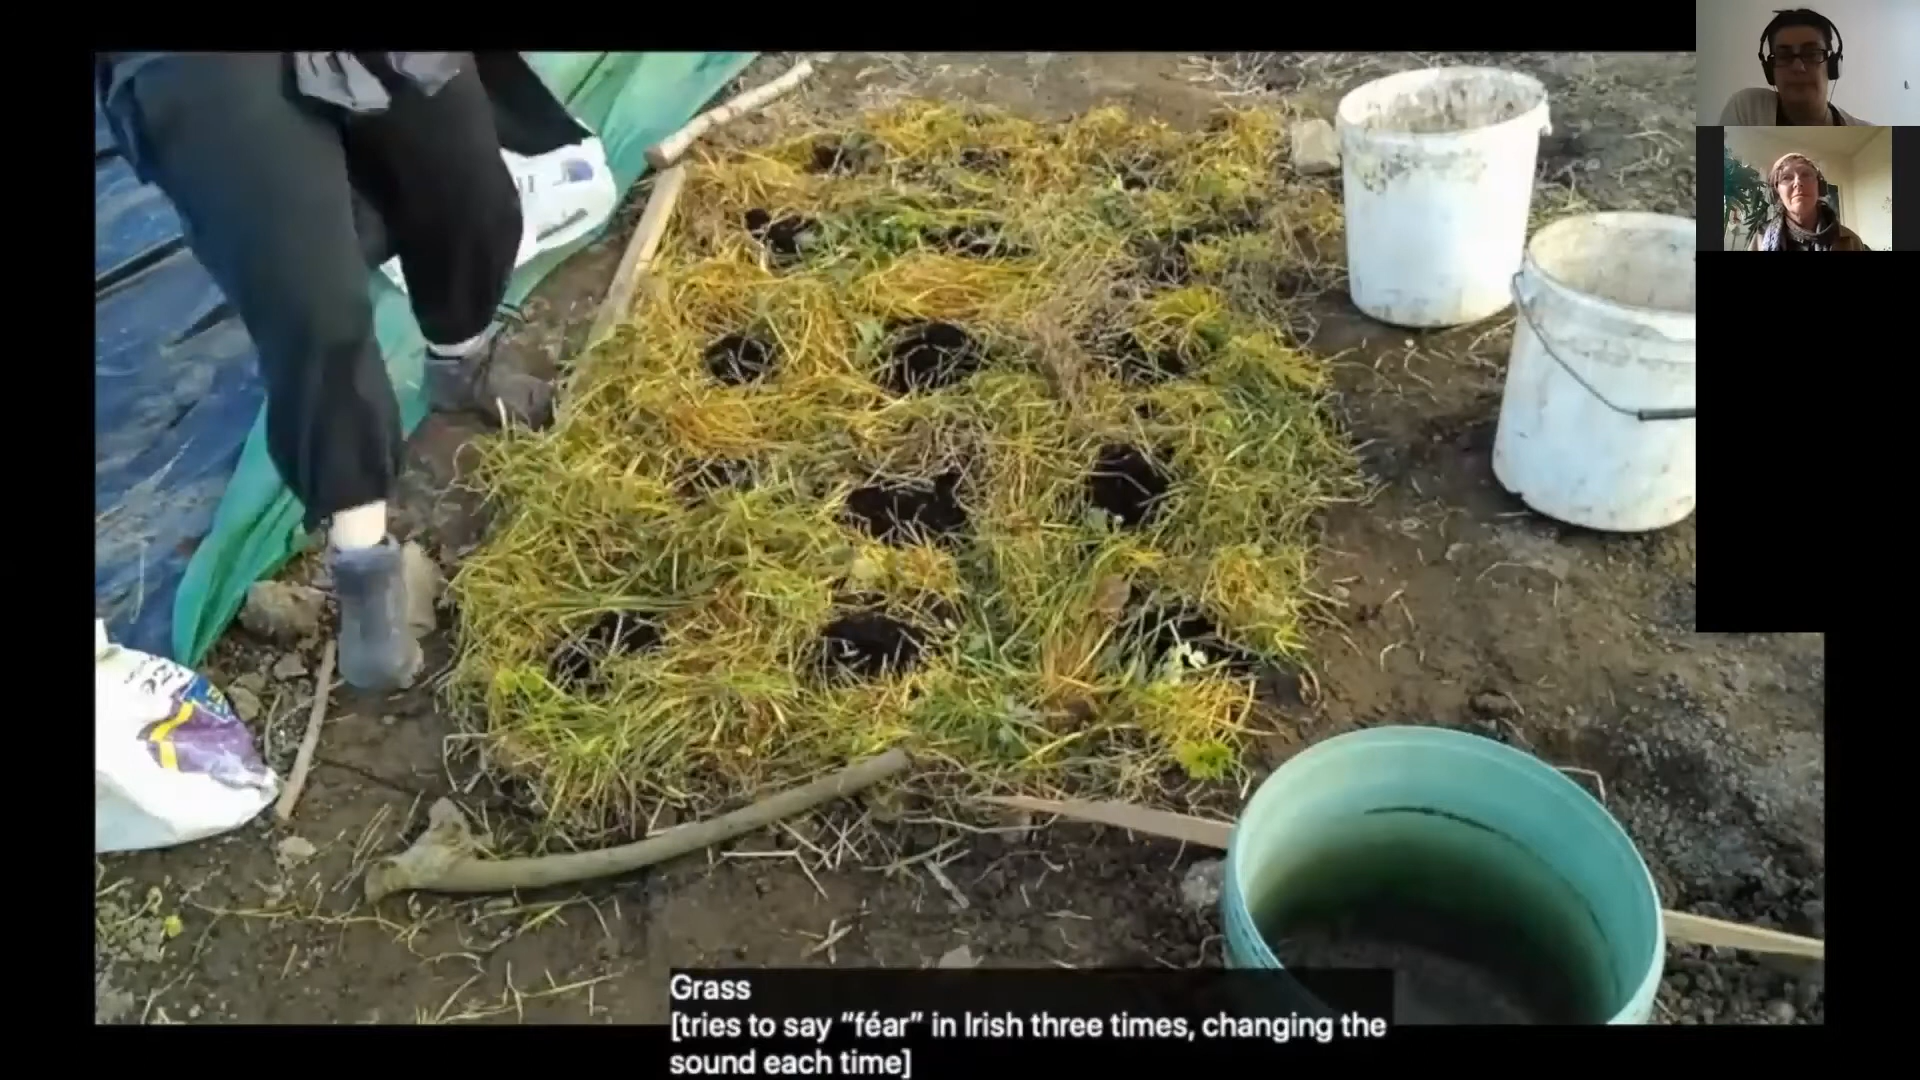 Grass
[tries to say “féar” in Irish three times, changing the
sound each time]